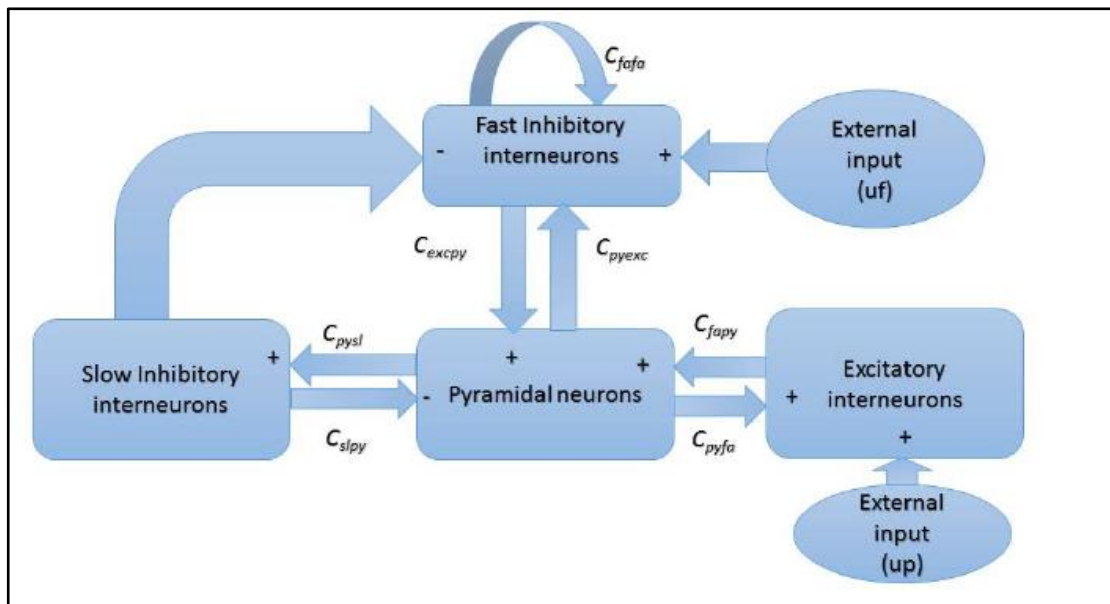 C_fafa
Fast Inhibitory
interneurons
-
+
External
input
(uf)
C_excpy
C_pyexc
C_pysl
C_fapy
Slow Inhibitory
interneurons
+
+
+
-
Pyramidal neurons
Excitatory
interneurons
+
+
C_slpy
C_pyfa
External
input
(up)